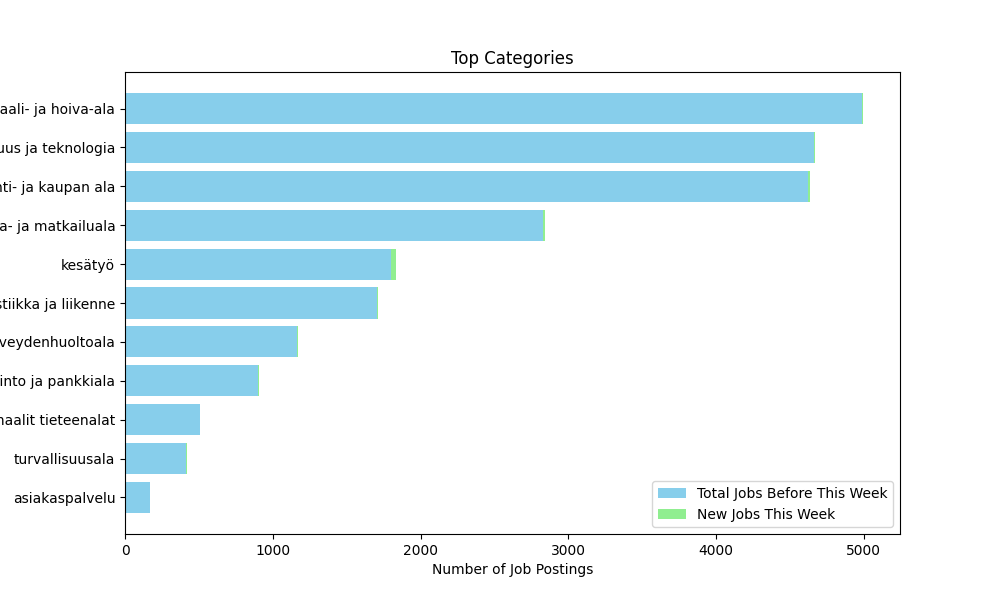 Top Categories
aali- ja hoiva-ala
uus ja teknologia
nti- ja kaupan ala
a- ja matkailuala
kesätyö
stiikka ja liikenne
veydenhuoltoala
into ja pankkiala
naalit tieteenalat
turvallisuusala
asiakaspalvelu
Total Jobs Before This Week
New Jobs This Week
0 1000 2000 3000 4000 5000
Number of Job Postings